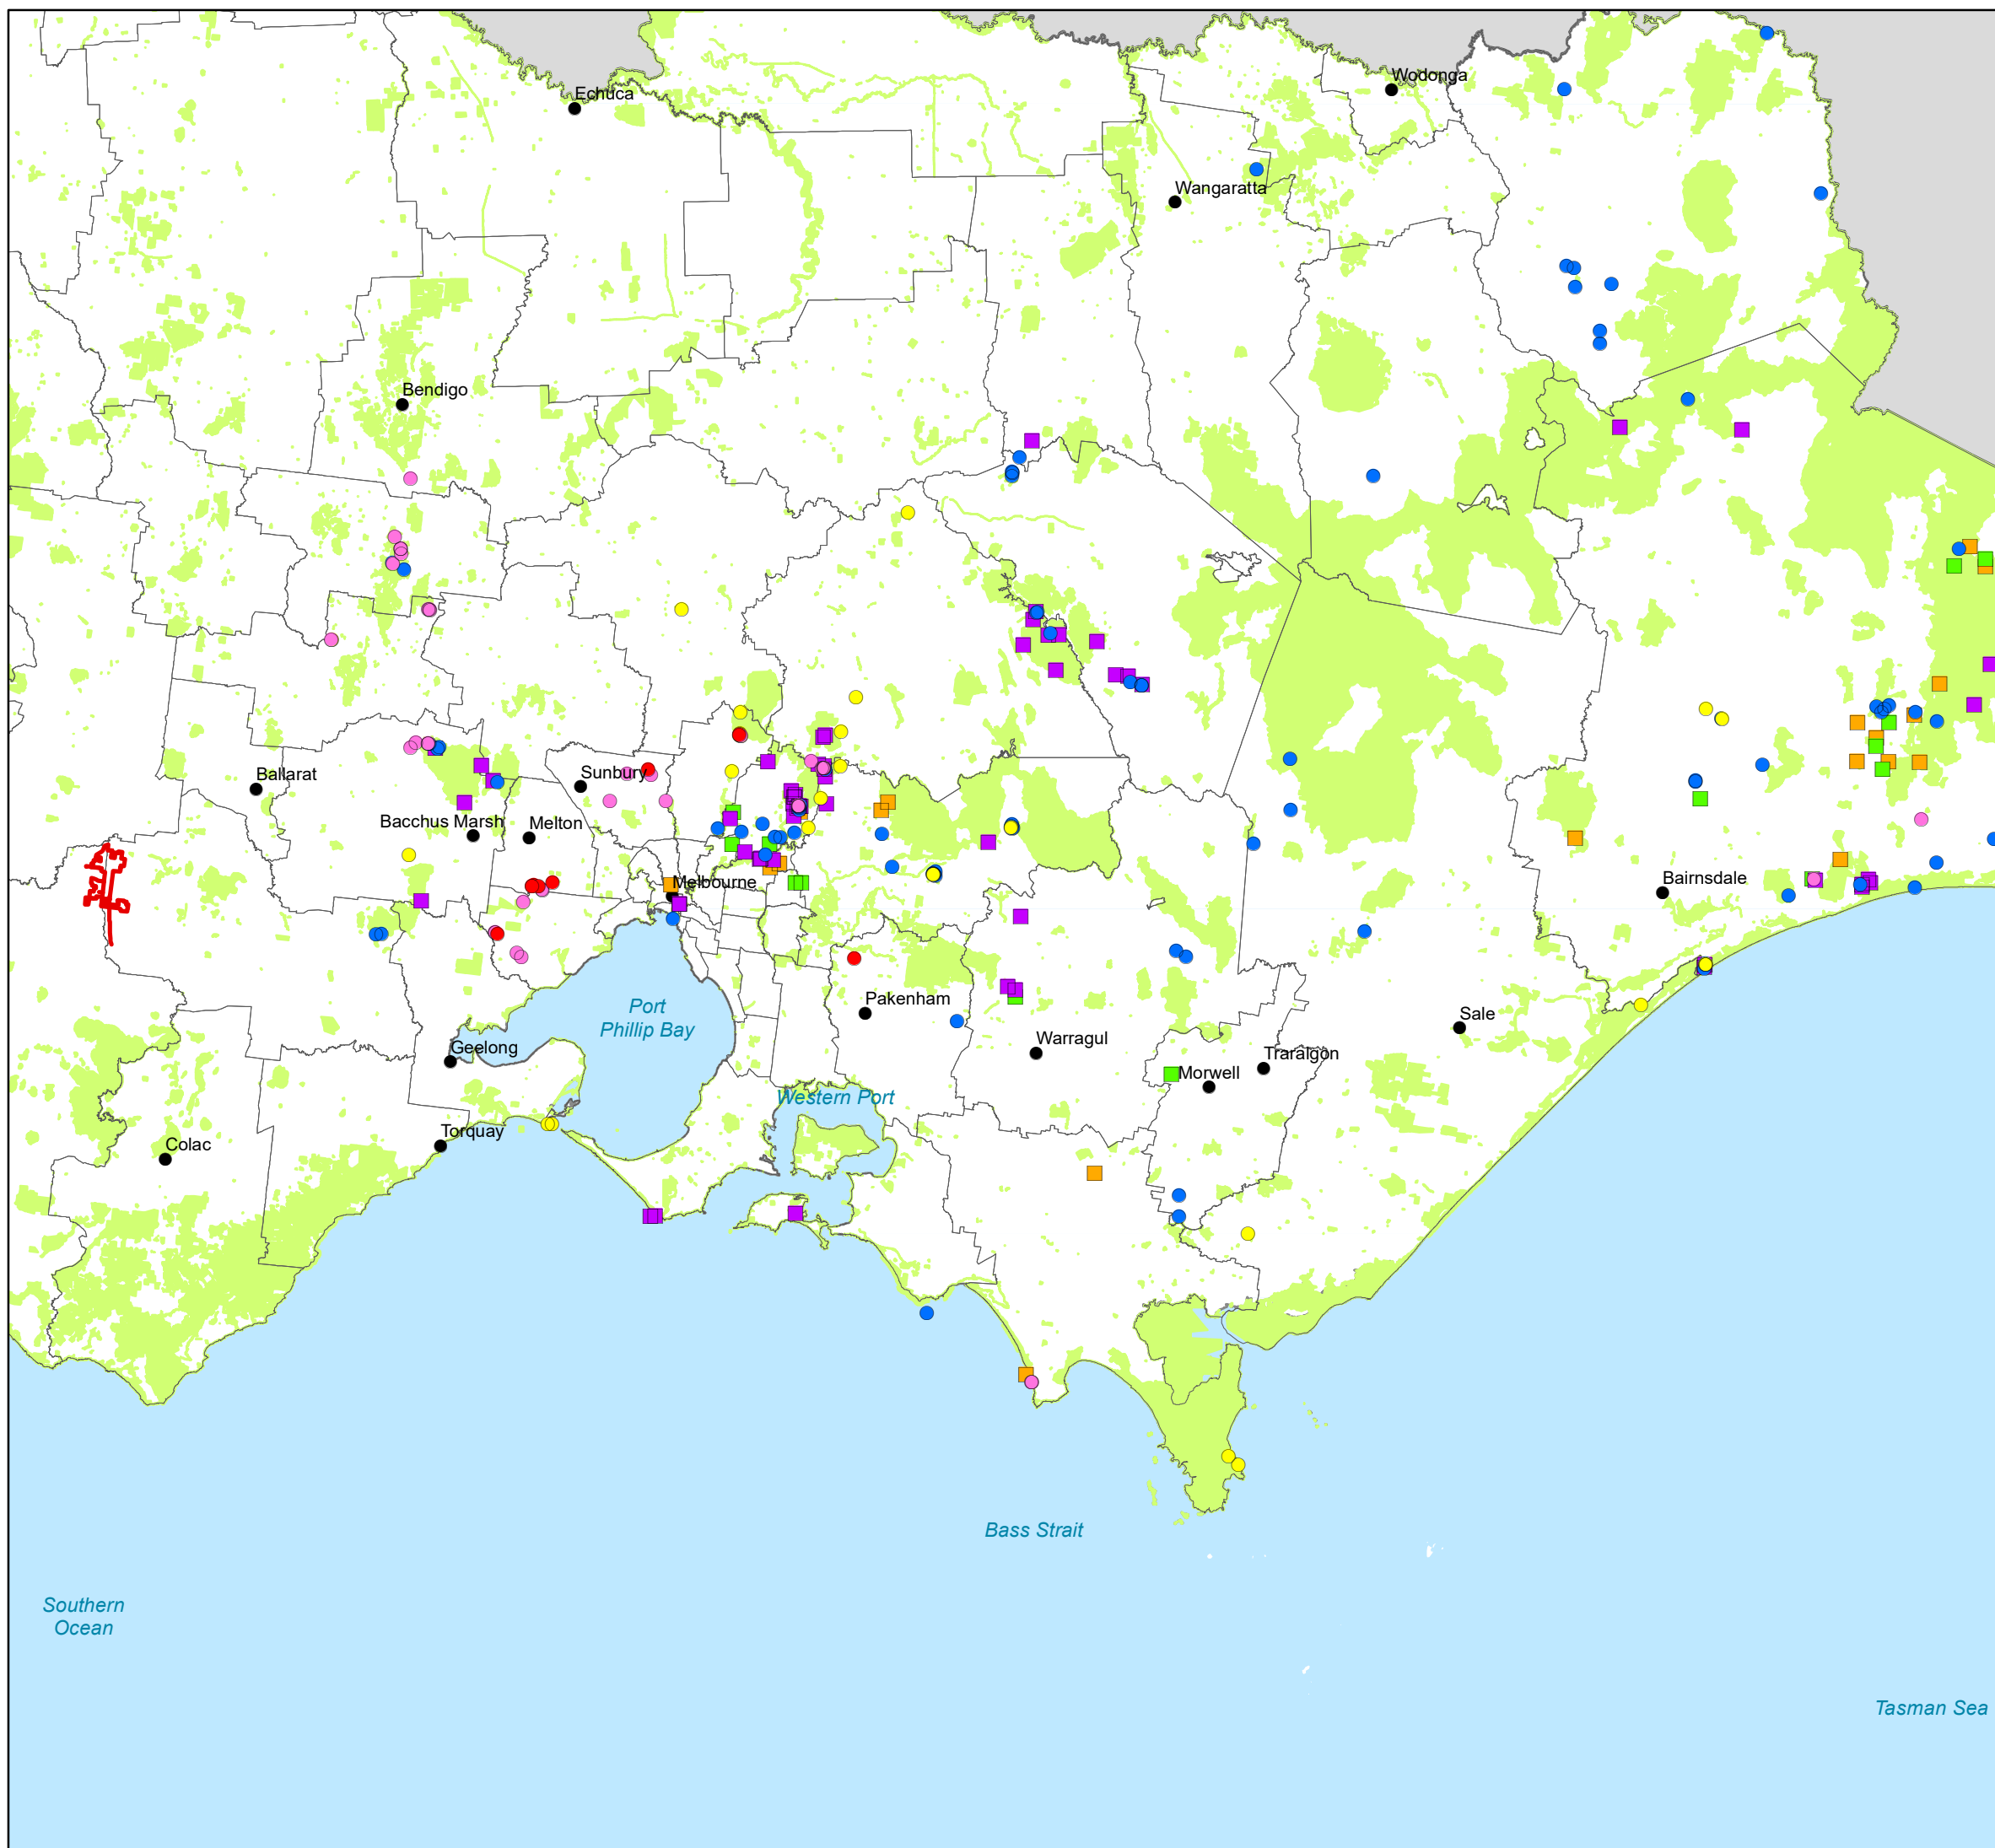 Wodonga
Echuca
Wangaratta
Bendigo
Ballarat
Sunbury
Bacchus Marsh
Melton
Melbourne
Bairnsdale
Port
Phillip Bay
Pakenham
Sale
Geelong
Warragul
Traralgon
Morwell
Western Port
Torquay
Colac
Bass Strait
Southern
Ocean
Tasman Sea